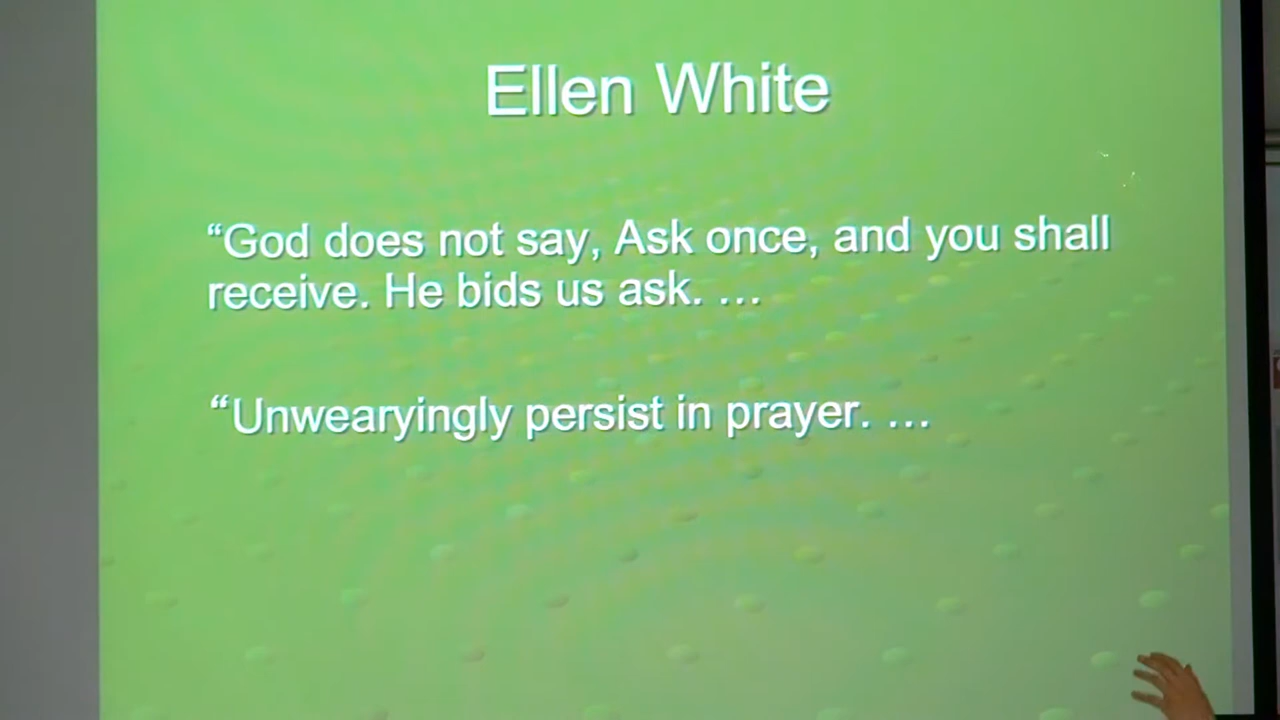 Ellen White
“God does not say, Ask once, and you shall
receive. He bids us ask. …
“Unwearyingly persist in prayer. …